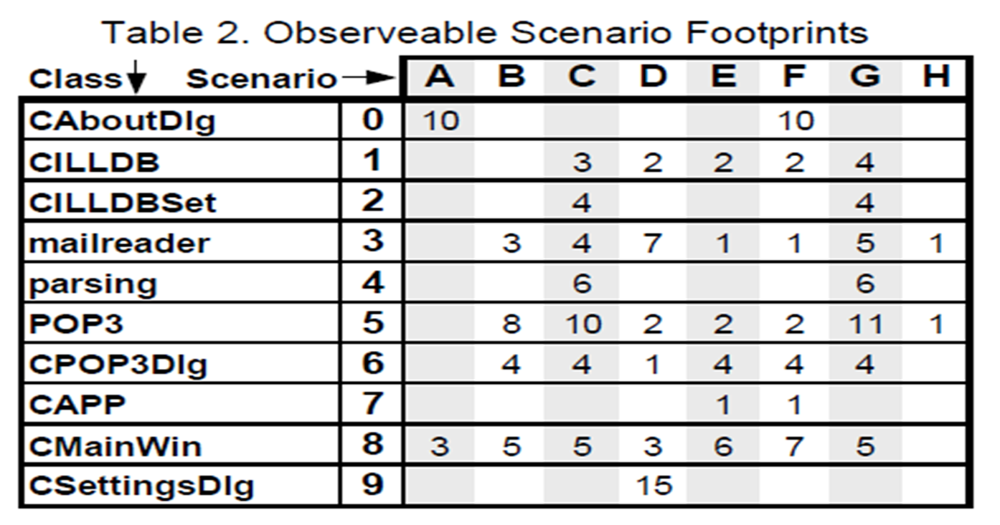 Table 2. Observeable Scenario Footprints
Class Scenario A B C D E F G H
CAboutDlg 0 10 10
CILLDB 1 3 2 2 2 4
CILLDBSet 2 4 4
mailreader 3 3 4 7 1 1 5 1
parsing 4 6 6
POP3 5 8 10 2 2 2 11 1
CPOP3Dlg 6 4 4 1 4 4 4
CAPP 7 1 1
CMainWin 8 3 5 5 3 6 7 5
CSettingsDlg 9 15